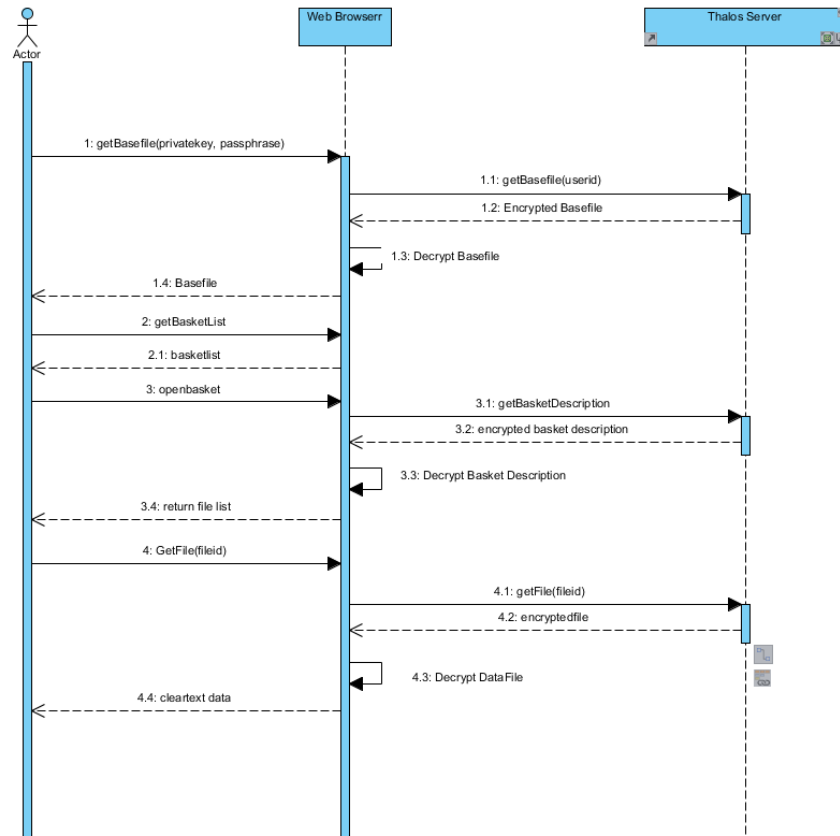 Web Browserr
Thalos Server
Actor
1: getBasefile(privatekey, passphrase)
1.1: getBasefile(userid)
1.2: Encrypted Basefile
1.3: Decrypt Basefile
1.4: Basefile
2: getBasketList
2.1: basketlist
3: openbasket
3.1: getBasketDescription
3.2: encrypted basket description
3.3: Decrypt Basket Description
3.4: return file list
4: GetFile(fileid)
4.1: getFile(fileid)
4.2: encryptedfile
4.3: Decrypt DataFile
4.4: cleartext data